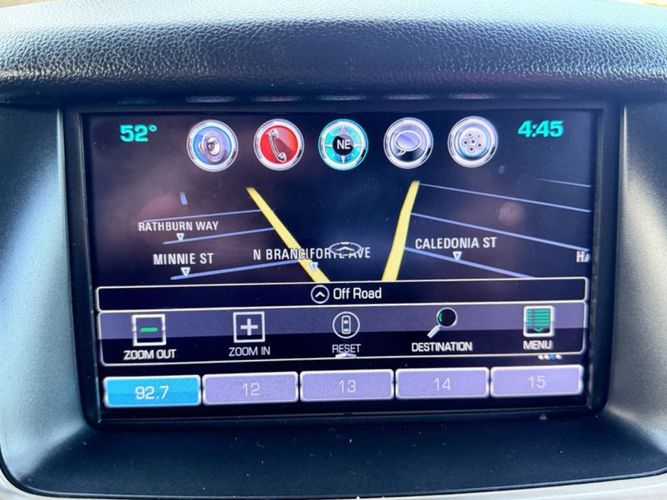 52°
NE
4:45
RATHBURN WAY
MINNIE ST
N BRANCIFORTE AVE
CALEDONIA ST
Off Road
ZOOM OUT
ZOOM IN
RESET
DESTINATION
MENU
92.7
12
13
14
15